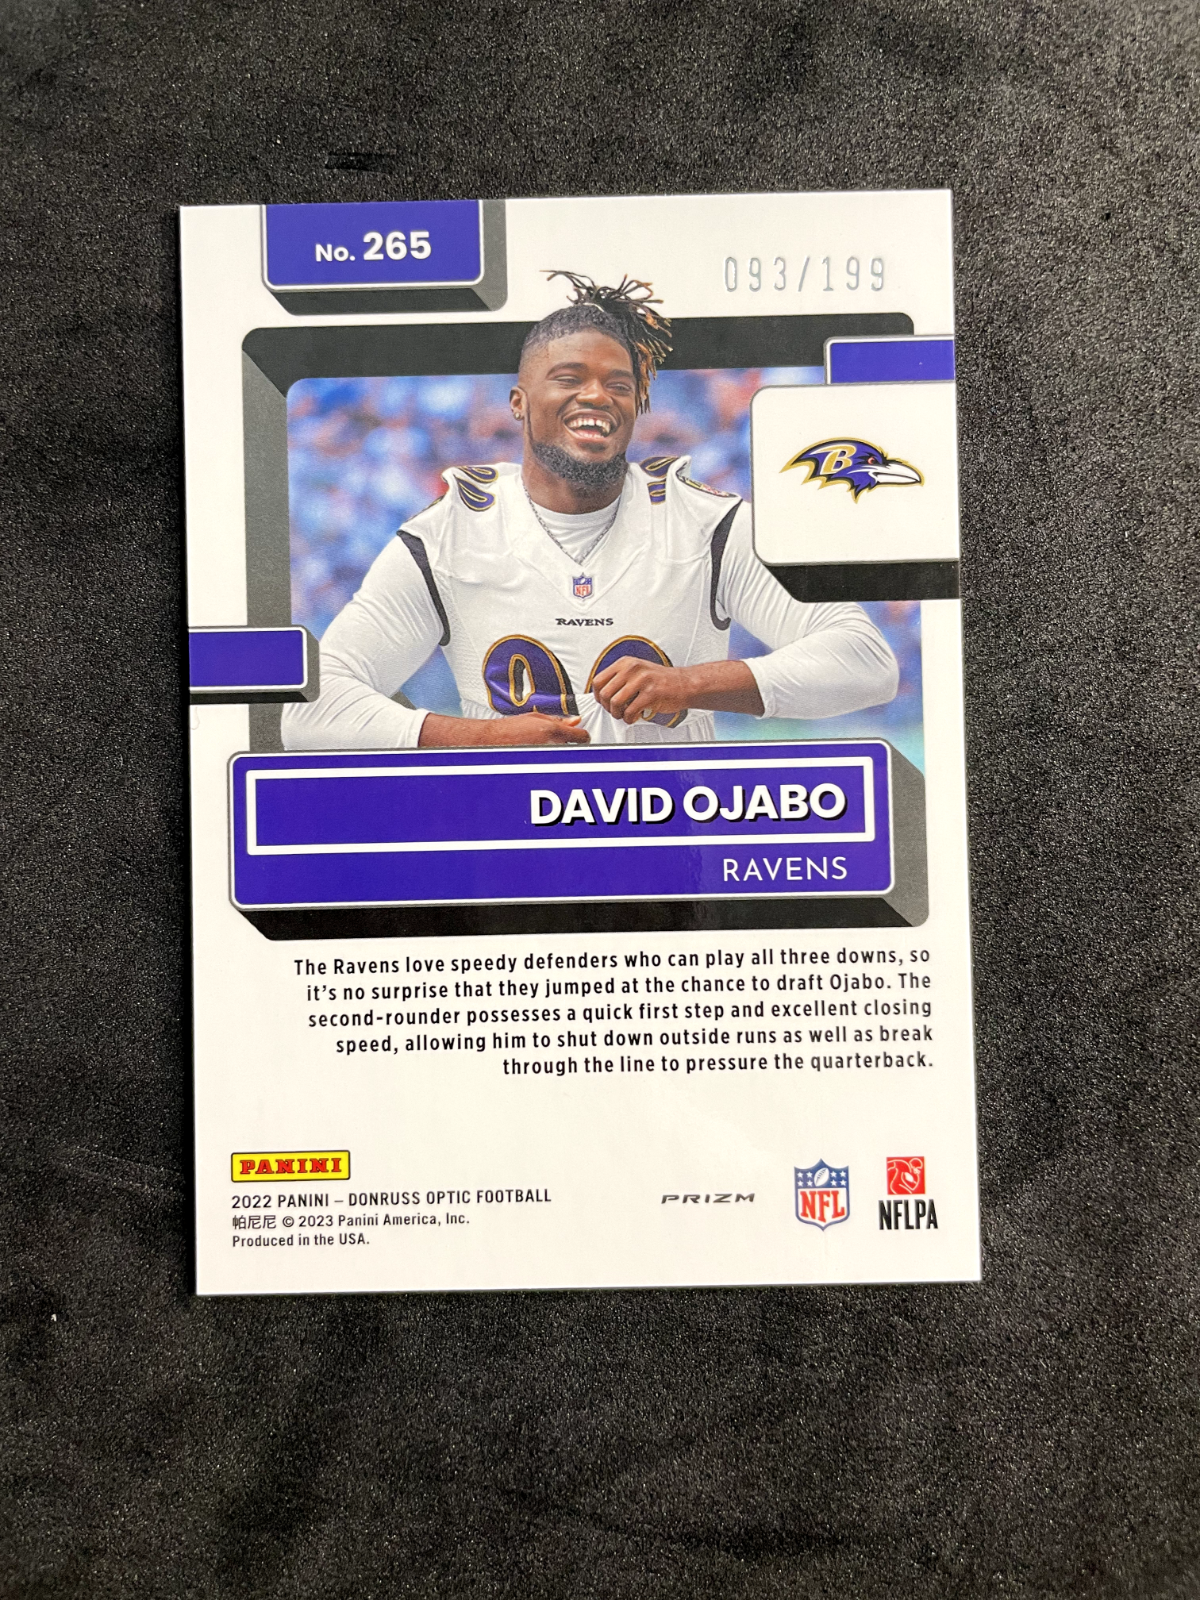 No. 265
093/199
B
NFL
RAVENS
DAVID OJABO
RAVENS
The Ravens love speedy defenders who can play all three downs, so
it's no surprise that they jumped at the chance to draft Ojabo. The
second-rounder possesses a quick first step and excellent closing
speed, allowing him to shut down outside runs as well as break
through the line to pressure the quarterback.
PANINI
2022 PANINI – DONRUSS OPTIC FOOTBALL
帕尼尼 © 2023 Panini America, Inc.
Produced in the USA.
PRIZM
NFL
NFLPA